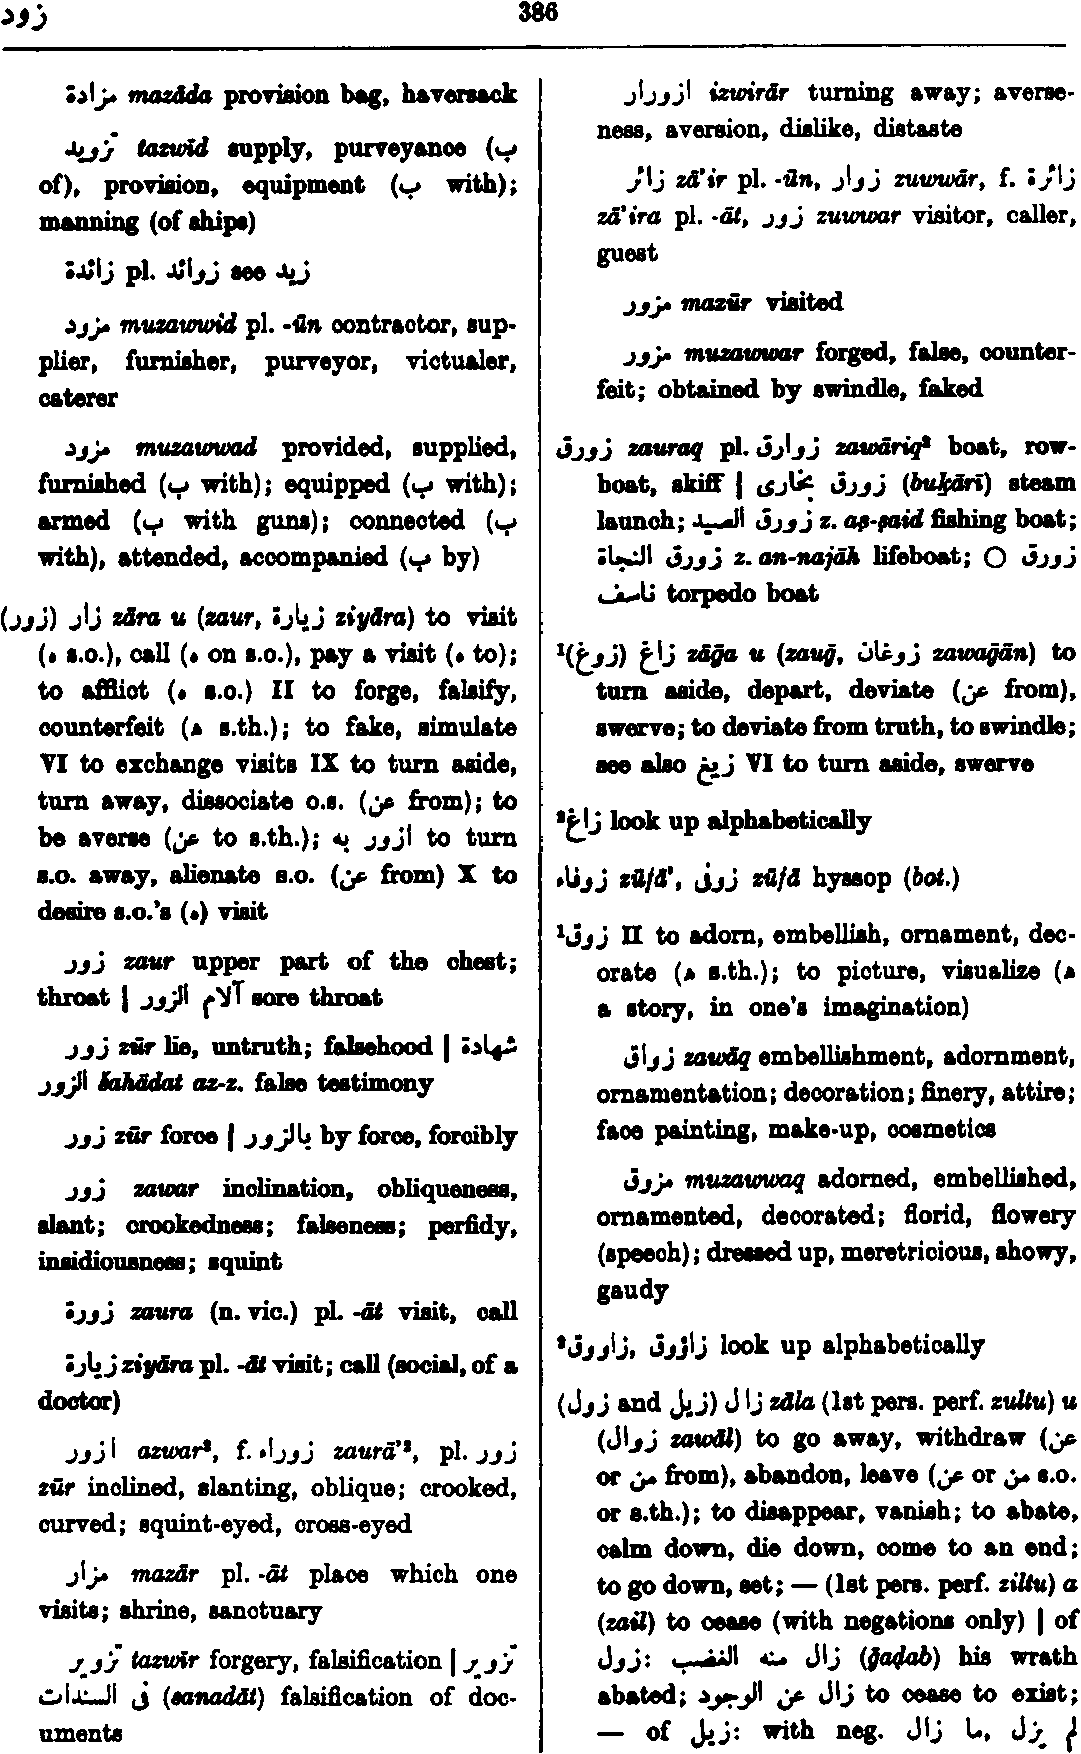 زود
386
مزادة mazāda provision bag, haversack
تزويد tazwīd supply, purveyance (ب
of), provision, equipment (ب with);
manning (of ships)
زائدة pl. زوائد see زيد
مزود muzawwid pl. -ūn contractor, sup-
plier, furnisher, purveyor, victualer,
caterer
مزود muzawwad provided, supplied,
furnished (ب with); equipped (ب with);
armed (ب with guns); connected (ب
with), attended, accompanied (ب by)
(زور) زار zāra u (zaur, زيارة ziyāra) to visit
(ه s.o.), call (ه on s.o.), pay a visit (ه to);
to afflict (ه s.o.) II to forge, falsify,
counterfeit (ه s.th.); to fake, simulate
VI to exchange visits IX to turn aside,
turn away, dissociate o.s. (عن from); to
be averse (عن to s.th.); ازور به to turn
s.o. away, alienate s.o. (عن from) X to
desire s.o.'s (ه) visit
زور zaur upper part of the chest;
throat | آلام الزور sore throat
زور zūr lie, untruth; falsehood | شهادة
الزور šahādat az-z. false testimony
زور zūr force | بالزور by force, forcibly
زور zawar inclination, obliqueness,
slant; crookedness; falseness; perfidy,
insidiousness; squint
زورة zaura (n. vic.) pl. -āt visit, call
زيارة ziyāra pl. -āt visit; call (social, of a
doctor)
ازور azwar², f. زوراء zaurā'², pl. زور
zūr inclined, slanting, oblique; crooked,
curved; squint-eyed, cross-eyed
مزار mazār pl. -āt place which one
visits; shrine, sanctuary
تزوير tazwīr forgery, falsification | تزوير
فى السندات (sanadāt) falsification of doc-
uments
ازورار izwirār turning away; averse-
ness, aversion, dislike, distaste
زائر zā'ir pl. -ūn, زوار zuwwār, f. زائرة
zā'ira pl. -āt, زور zuwwar visitor, caller,
guest
مزور mazūr visited
مزور muzawwar forged, false, counter-
feit; obtained by swindle, faked
زورق zauraq pl. زوارق zawāriq² boat, row-
boat, skiff | زورق بخارى (buḵārī) steam
launch; زورق الصيد z. aṣ-ṣaid fishing boat;
زورق النجاة z. an-najāh lifeboat; ○ زورق
ناسف torpedo boat
¹(زوغ) زاغ zāḡa u (zauḡ, زوغان zawaḡān) to
turn aside, depart, deviate (عن from),
swerve; to deviate from truth, to swindle;
see also زيغ VI to turn aside, swerve
²زاغ look up alphabetically
زوفاء zūfā', زوفى zūfā hyssop (bot.)
¹زوق II to adorn, embellish, ornament, dec-
orate (ه s.th.); to picture, visualize (ه
a story, in one's imagination)
زواق zawāq embellishment, adornment,
ornamentation; decoration; finery, attire;
face painting, make-up, cosmetics
مزوق muzawwaq adorned, embellished,
ornamented, decorated; florid, flowery
(speech); dressed up, meretricious, showy,
gaudy
²زاووق, زاؤوق look up alphabetically
(زول and زيل) زال zāla (1st pers. perf. zultu) u
(زوال zawāl) to go away, withdraw (عن
or من from), abandon, leave (عن or من s.o.
or s.th.); to disappear, vanish; to abate,
calm down, die down, come to an end;
to go down, set; — (1st pers. perf. ziltu) a
(zail) to cease (with negations only) | of
زول: زال منه الغضب (ḡaḍab) his wrath
abated; زال عن الوجود to cease to exist;
— of زيل: with neg. ما زال, لم يزل